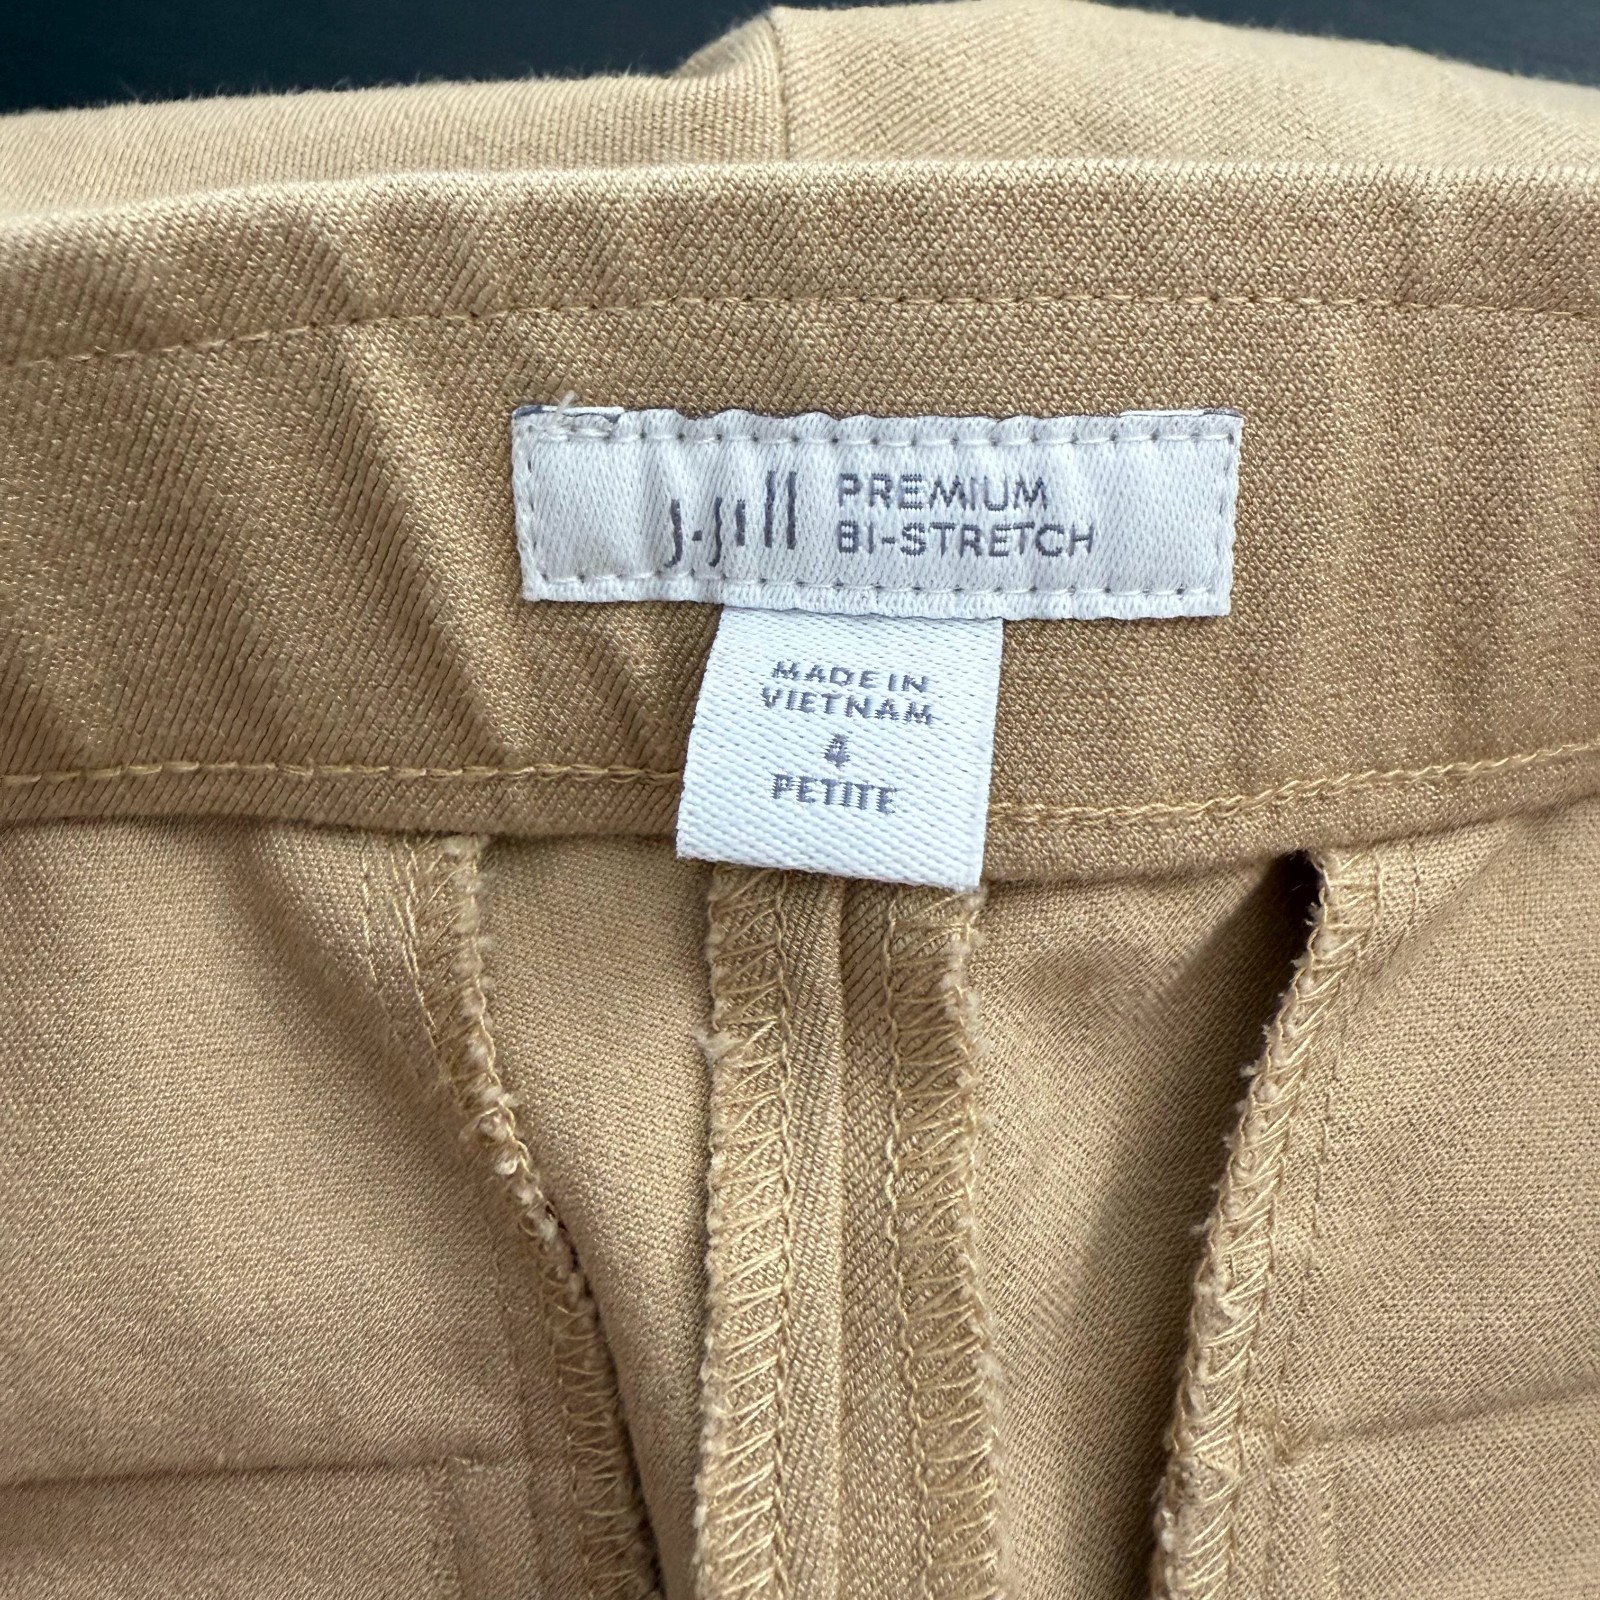 J.Jill
PREMIUM
BI-STRETCH
MADE IN
VIETNAM
4
PETITE